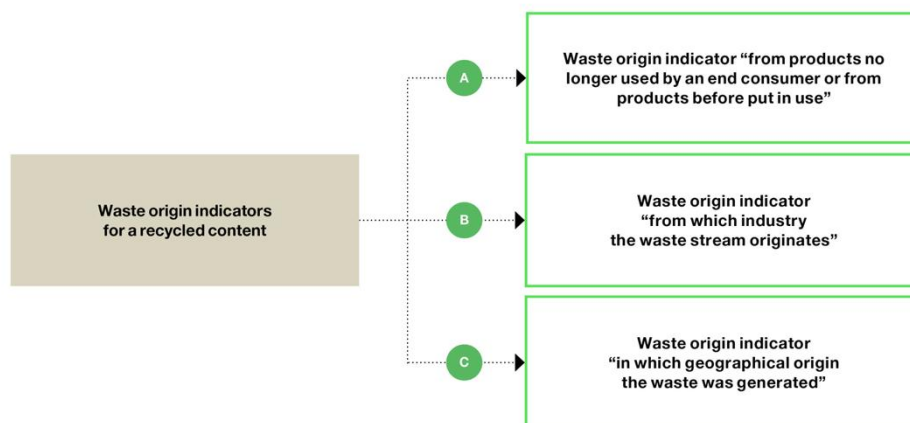 Waste origin indicators
for a recycled content
A
Waste origin indicator “from products no
longer used by an end consumer or from
products before put in use”
B
Waste origin indicator
“from which industry
the waste stream originates”
C
Waste origin indicator
“in which geographical origin
the waste was generated”